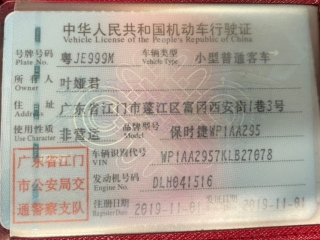 中华人民共和国机动车行驶证
Vehicle License of the People's Republic of China
号牌号码 粤JE999M 车辆类型 小型普通客车
Plate No. Vehicle Type
所有人 叶嬑君
Owner
住址 广东省江门市蓬江区富冈西安街1巷3号
Address
使用性质 非营运 品牌型号 保时捷WP1AA295
Use Character Model
广东省江门市公安局交通警察支队
车辆识别代号 WP1AA2957KLB27078
VIN
发动机号码 DLH041516
Engine No.
注册日期 2019-11-01 发证日期 2019-11-01
Register Date